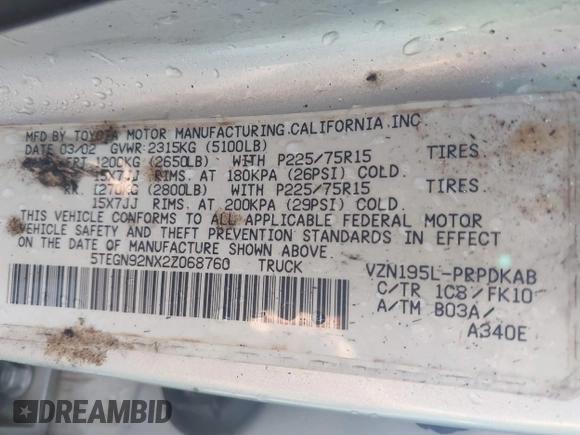 MFD BY TOYOTA MOTOR MANUFACTURING.CALIFORNIA.INC
DATE 03/02 GVWR:2315KG (5100LB)
FRT 1200KG (2650LB) WITH P225/75R15 TIRES
15X7JJ RIMS. AT 180KPA (26PSI) COLD.
RR. 1270KG (2800LB) WITH P225/75R15 TIRES
15X7JJ RIMS. AT 200KPA (29PSI) COLD.
THIS VEHICLE CONFORMS TO ALL APPLICABLE FEDERAL MOTOR
VEHICLE SAFETY AND THEFT PREVENTION STANDARDS IN EFFECT
ON THE DATE OF MANUFACTURE SHOWN ABOVE.
5TEGN92NX2Z068760 TRUCK
VZN195L-PRPDKAB
C/TR 1C8/FK10
A/TM B03A/
A340E
DREAMBID